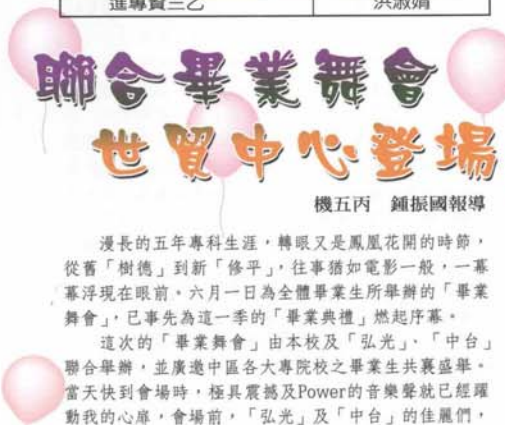 進專資三乙 洪淑娟
聯合畢業舞會
世貿中心登場
機五丙 鍾振國報導
漫長的五年專科生涯，轉眼又是鳳凰花開的時節，
從舊「樹德」到新「修平」，往事猶如電影一般，一幕
幕浮現在眼前。六月一日為全體畢業生所舉辦的「畢業
舞會」，已事先為這一季的「畢業典禮」燃起序幕。
這次的「畢業舞會」由本校及「弘光」、「中台」
聯合舉辦，並廣邀中區各大專院校之畢業生共襄盛舉。
當天快到會場時，極具震撼及Power的音樂聲就已經躍
動我的心扉，會場前，「弘光」及「中台」的佳麗們，